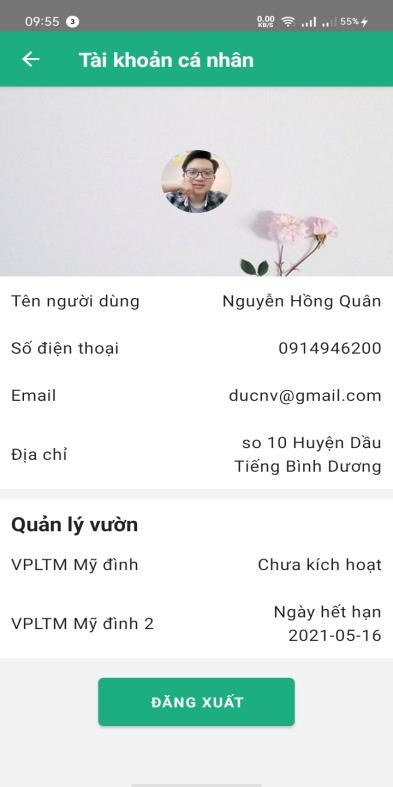 09:55 3 0.00 KB/S 55%
Tài khoản cá nhân
Tên người dùng Nguyễn Hồng Quân
Số điện thoại 0914946200
Email ducnv@gmail.com
Địa chỉ so 10 Huyện Dầu
Tiếng Bình Dương
Quản lý vườn
VPLTM Mỹ đình Chưa kích hoạt
VPLTM Mỹ đình 2 Ngày hết hạn
2021-05-16
ĐĂNG XUẤT